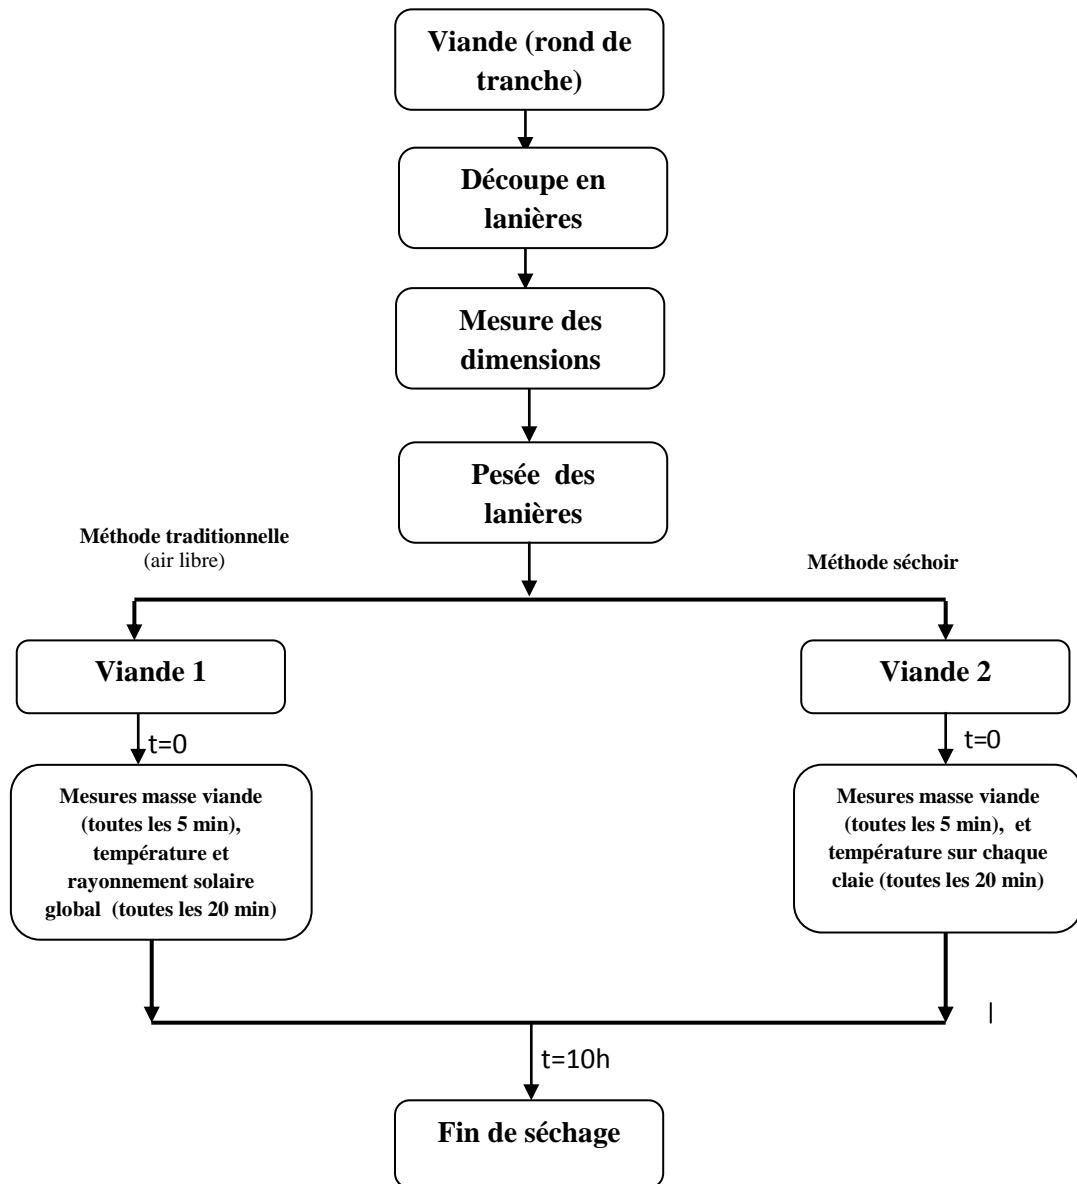 Viande (rond de
tranche)
Découpe en
lanières
Mesure des
dimensions
Pesée des
lanières
Méthode traditionnelle
(air libre)
Méthode séchoir
Viande 1
Viande 2
t=0
t=0
Mesures masse viande
(toutes les 5 min),
température et
rayonnement solaire
global (toutes les 20 min)
Mesures masse viande
(toutes les 5 min), et
température sur chaque
claie (toutes les 20 min)
t=10h
Fin de séchage